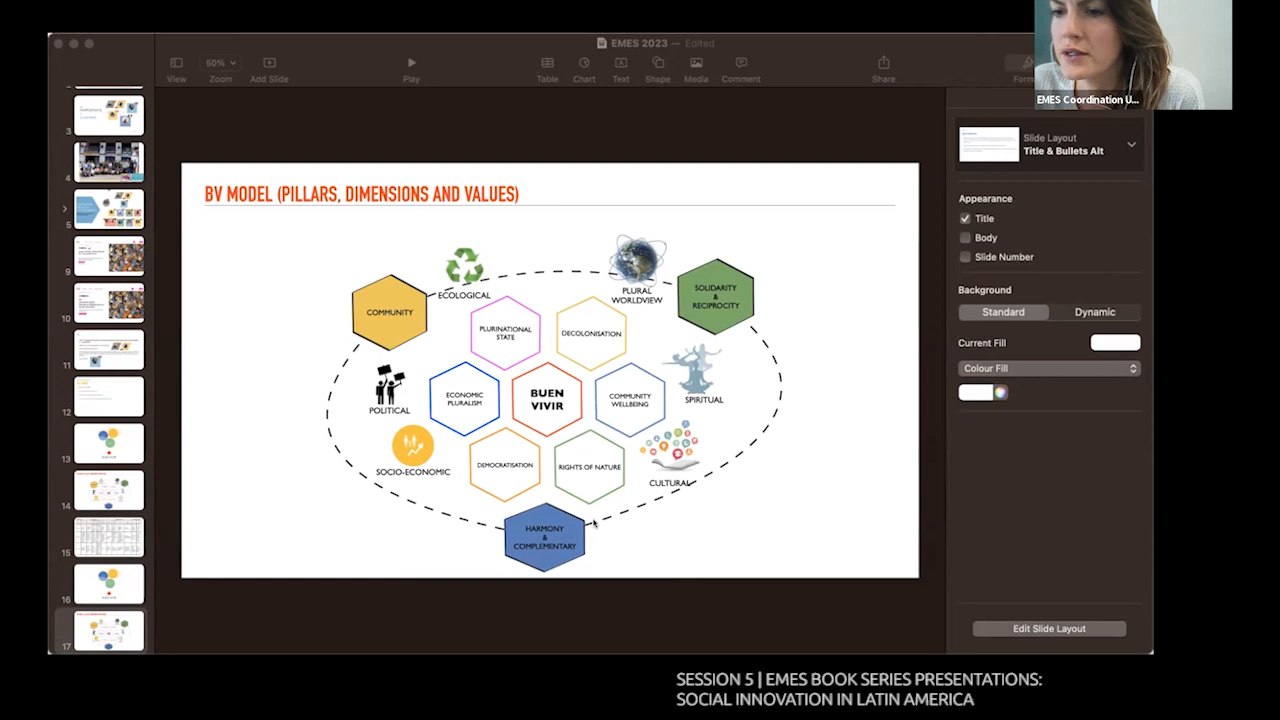 EMES 2023 — Edited
50%
View
Zoom
Add Slide
Play
Table
Chart
Text
Shape
Media
Comment
Share
Form
EMES Coordination U...
3
4
5
9
10
11
12
13
14
15
16
17
BV MODEL (PILLARS, DIMENSIONS AND VALUES)
COMMUNITY
ECOLOGICAL
PLURAL
WORLDVIEW
SOLIDARITY
&
RECIPROCITY
PLURINATIONAL
STATE
DECOLONISATION
POLITICAL
ECONOMIC
PLURALISM
BUEN
VIVIR
COMMUNITY
WELLBEING
SPIRITUAL
SOCIO-ECONOMIC
DEMOCRATISATION
RIGHTS OF NATURE
CULTURAL
HARMONY
&
COMPLEMENTARY
Slide Layout
Title & Bullets Alt
Appearance
Title
Body
Slide Number
Background
Standard
Dynamic
Current Fill
Colour Fill
Edit Slide Layout
SESSION 5 | EMES BOOK SERIES PRESENTATIONS:
SOCIAL INNOVATION IN LATIN AMERICA